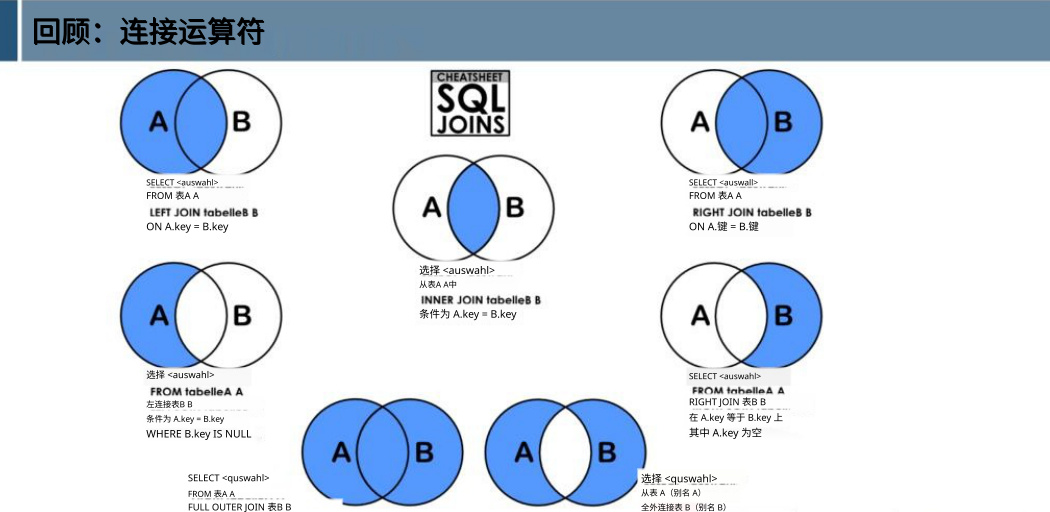 回顾：连接运算符
A B
SELECT <auswahl>
FROM 表A A
LEFT JOIN tabelleB B
ON A.key = B.key
CHEATSHEET
SQL
JOINS
A B
选择 <auswahl>
从表A A中
INNER JOIN tabelleB B
条件为 A.key = B.key
A B
SELECT <auswall>
FROM 表A A
RIGHT JOIN tabelleB B
ON A.键 = B.键
A B
选择 <auswahl>
FROM tabelleA A
左连接表B B
条件为 A.key = B.key
WHERE B.key IS NULL
A B
SELECT <auswahl>
FROM tabelleA A
RIGHT JOIN 表B B
在 A.key 等于 B.key 上
其中 A.key 为空
A B
SELECT <quswahl>
FROM 表A A
FULL OUTER JOIN 表B B
A B
选择 <quswahl>
从表 A（别名 A）
全外连接表 B（别名 B）